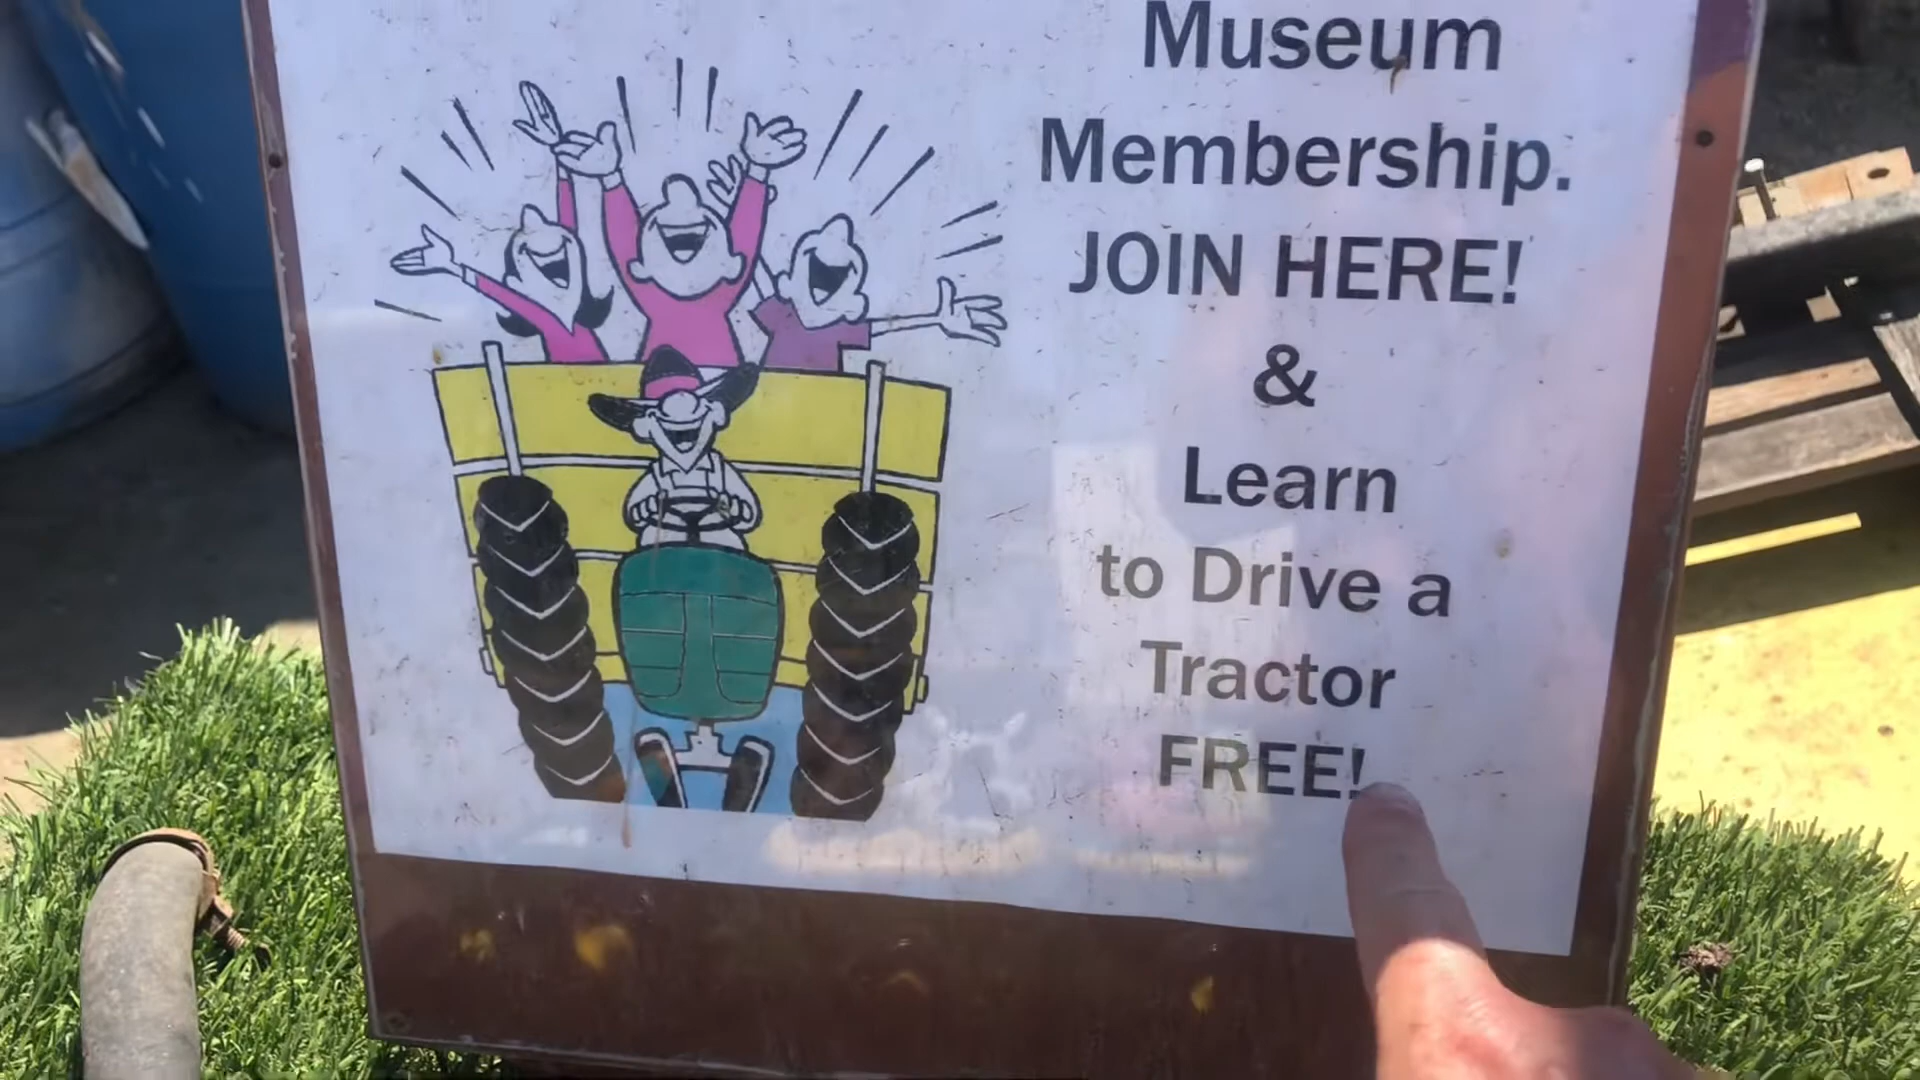 Museum
Membership.
JOIN HERE!
&
Learn
to Drive a
Tractor
FREE!